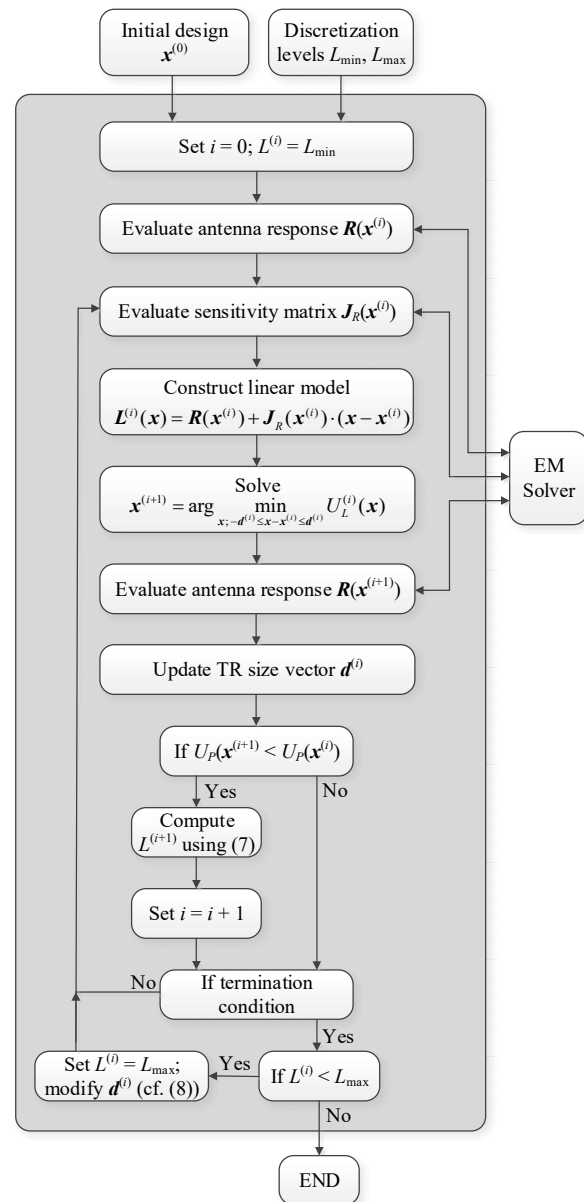 Initial design
x^(0)
Discretization
levels L_min, L_max
Set i = 0; L^(i) = L_min
Evaluate antenna response R(x^(i))
Evaluate sensitivity matrix J_R(x^(i))
Construct linear model
L^(i)(x) = R(x^(i)) + J_R(x^(i))·(x − x^(i))
EM
Solver
Solve
x^(i+1) = arg min U_L^(i)(x)
x; −d^(i) ≤ x−x^(i) ≤ d^(i)
Evaluate antenna response R(x^(i+1))
Update TR size vector d^(i)
If U_P(x^(i+1) < U_P(x^(i))
Yes
No
Compute
L^(i+1) using (7)
Set i = i + 1
No
If termination
condition
Yes
Set L^(i) = L_max;
modify d^(i) (cf. (8))
Yes
If L^(i) < L_max
No
END